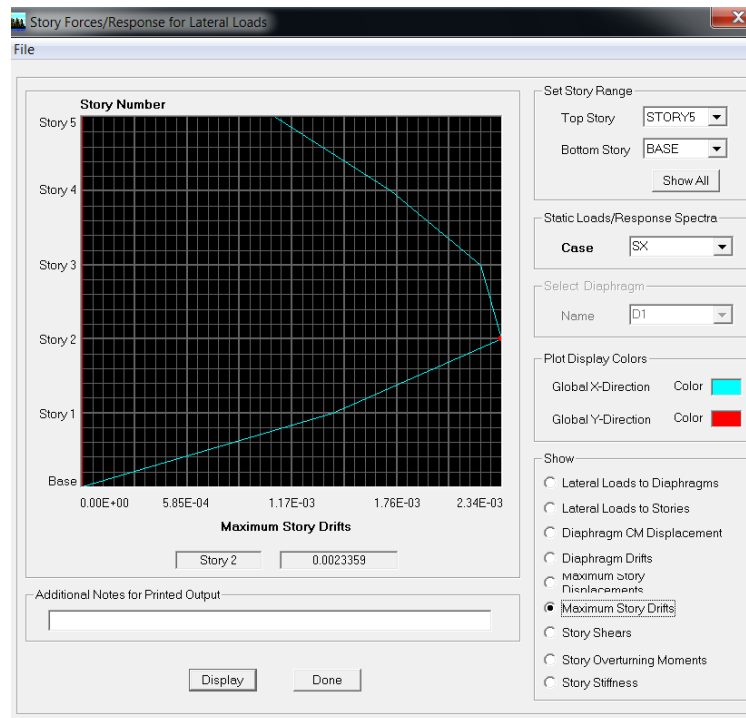 Story Forces/Response for Lateral Loads
X
File
Story Number
Story 5
Story 4
Story 3
Story 2
Story 1
Base
0.00E+00 5.85E-04 1.17E-03 1.76E-03 2.34E-03
Maximum Story Drifts
Story 2 0.0023359
Additional Notes for Printed Output
Display Done
Set Story Range
Top Story STORY5
Bottom Story BASE
Show All
Static Loads/Response Spectra
Case SX
Select Diaphragm
Name D1
Plot Display Colors
Global X-Direction Color
Global Y-Direction Color
Show
Lateral Loads to Diaphragms
Lateral Loads to Stories
Diaphragm CM Displacement
Diaphragm Drifts
Maximum Story
Displacements
Maximum Story Drifts
Story Shears
Story Overturning Moments
Story Stiffness